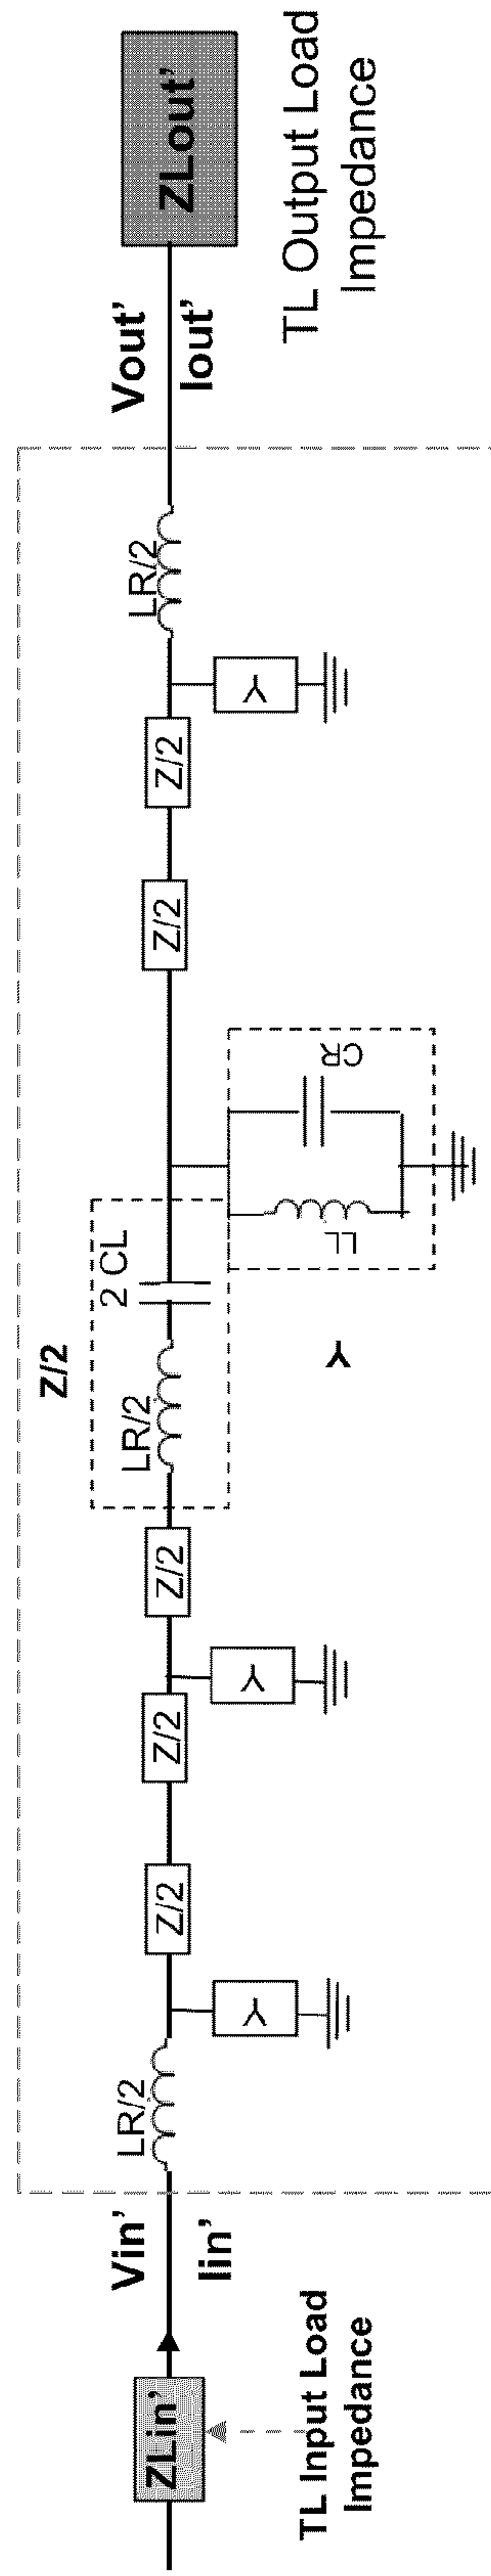 ZLin'
TL Input Load
Impedance
Vin'
Iin'
LR/2
Y
Z/2
Z/2
Y
Z/2
Z/2
LR/2
2 CL
LL
CR
Y
Z/2
Z/2
Y
LR/2
Vout'
Iout'
ZLout'
TL Output Load
Impedance